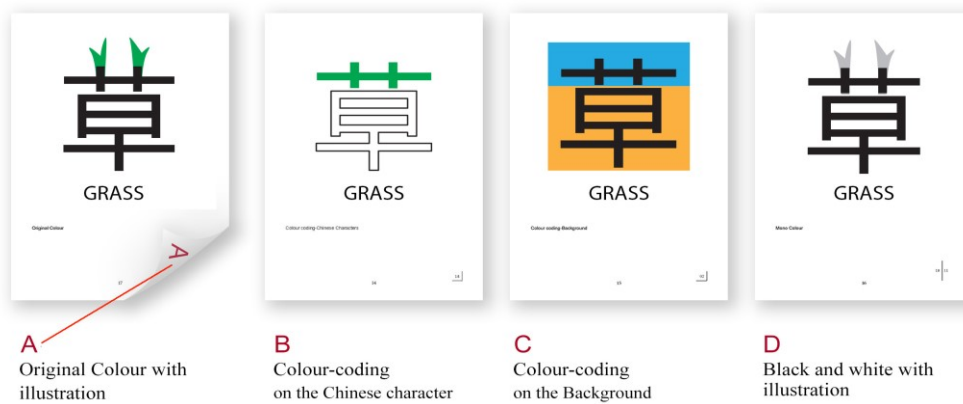 草
GRASS
Original Colour
A
37
草
GRASS
Colour-coding Chinese Characters
草
GRASS
Colour coding Background
草
GRASS
Mono Colour
A
Original Colour with
illustration
B
Colour-coding
on the Chinese character
C
Colour-coding
on the Background
D
Black and white with
illustration